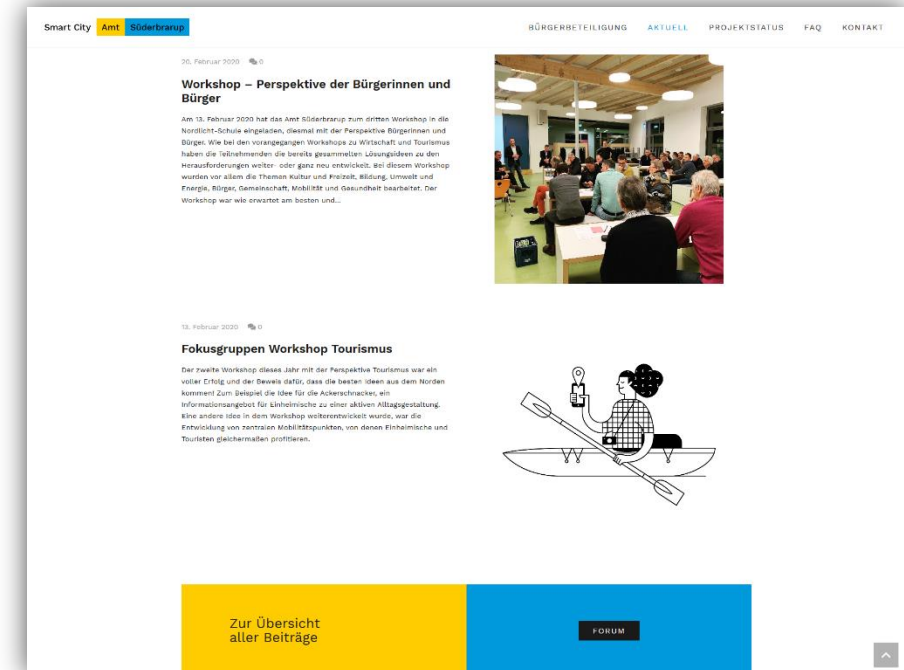 Smart City Amt Süderbrarup
BÜRGERBETEILIGUNG AKTUELL PROJEKTSTATUS FAQ KONTAKT
20. Februar 2020 0
Workshop – Perspektive der Bürgerinnen und
Bürger
Am 13. Februar 2020 hat das Amt Süderbrarup zum dritten Workshop in die
Nordlicht-Schule eingeladen, diesmal mit der Perspektive Bürgerinnen und
Bürger. Wie bei den vorangegangen Workshops zu Wirtschaft und Tourismus
haben die Teilnehmenden die bereits gesammelten Lösungsideen zu den
Herausforderungen weiter- oder ganz neu entwickelt. Bei diesem Workshop
wurden vor allem die Themen Kultur und Freizeit, Bildung, Umwelt und
Energie, Bürger, Gemeinschaft, Mobilität und Gesundheit bearbeitet. Der
Workshop war wie erwartet am besten und...
13. Februar 2020 0
Fokusgruppen Workshop Tourismus
Der zweite Workshop dieses Jahr mit der Perspektive Tourismus war ein
voller Erfolg und der Beweis dafür, dass die besten Ideen aus dem Norden
kommen! Zum Beispiel die Idee für die Ackerschnacker, ein
Informationsangebot für Einheimische zu einer aktiven Alltagsgestaltung.
Eine andere Idee in dem Workshop weiterentwickelt wurde, war die
Entwicklung von zentralen Mobilitätspunkten, von denen Einheimische und
Touristen gleichermaßen profitieren.
Zur Übersicht
aller Beiträge
FORUM